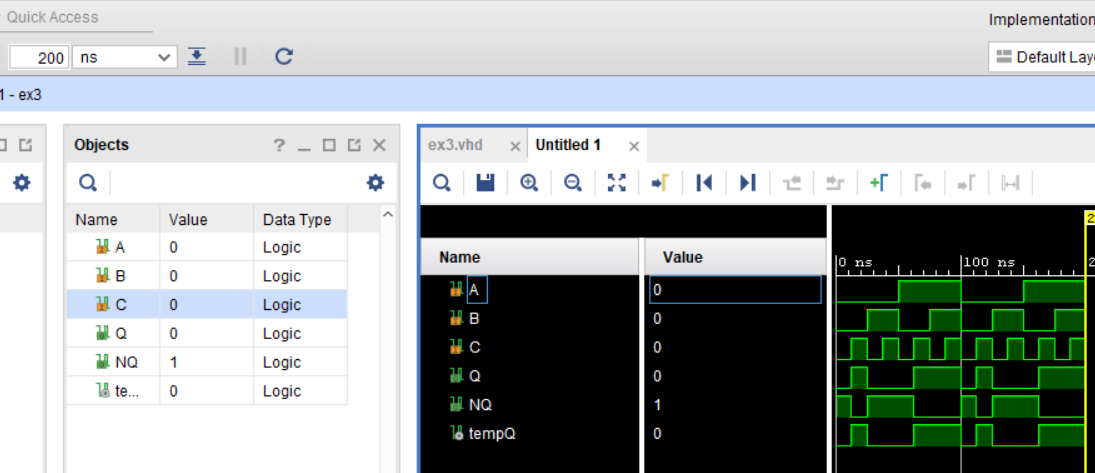 Quick Access
Implementation
200 ns
Default Lay
1 - ex3
Objects
ex3.vhd
Untitled 1
Name Value Data Type
A 0 Logic
B 0 Logic
C 0 Logic
Q 0 Logic
NQ 1 Logic
te... 0 Logic
Name Value
A 0
B 0
C 0
Q 0
NQ 1
tempQ 0
0 ns 100 ns 2
2